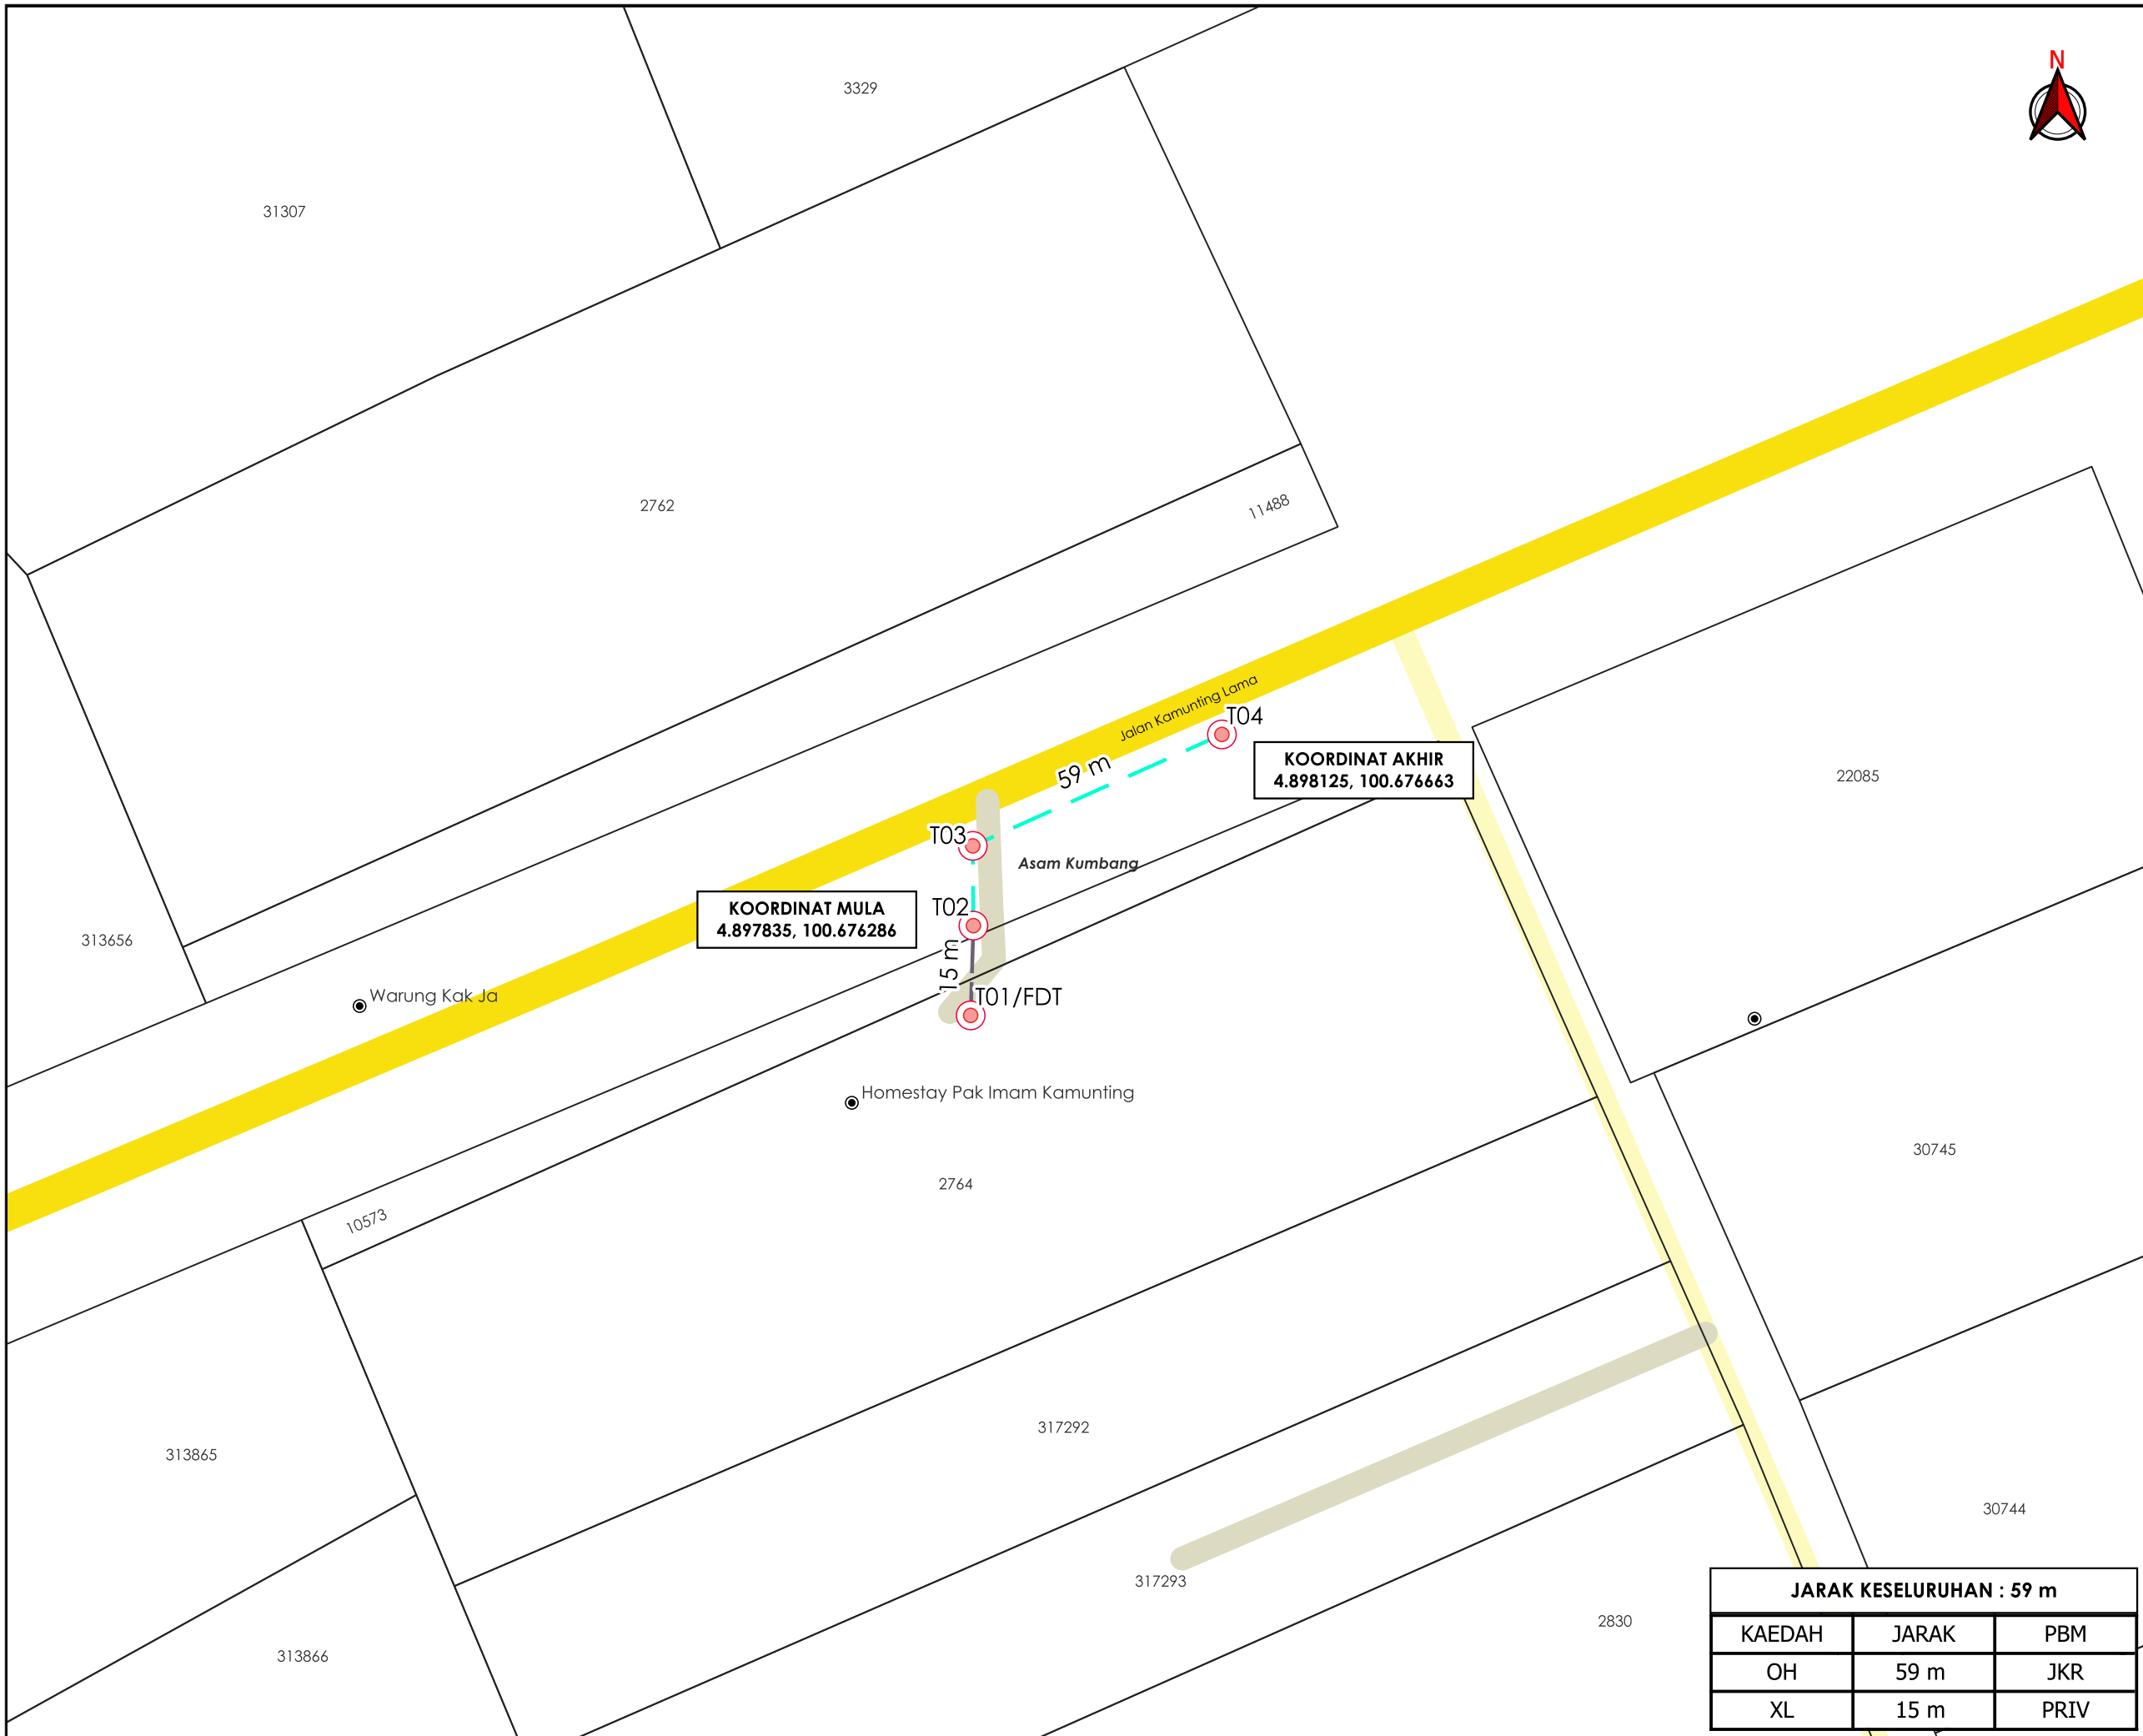 N
3329
31307
2762
11488
Jalan Kamunting Lama
T04
59 m
KOORDINAT AKHIR
4.898125, 100.676663
22085
T03
Asam Kumbang
T02
KOORDINAT MULA
4.897835, 100.676286
313656
15 m
Warung Kak Ja
T01/FDT
Homestay Pak Imam Kamunting
30745
2764
10573
317292
313865
30744
317293
2830
313866
JARAK KESELURUHAN : 59 m
KAEDAH JARAK PBM
OH 59 m JKR
XL 15 m PRIV